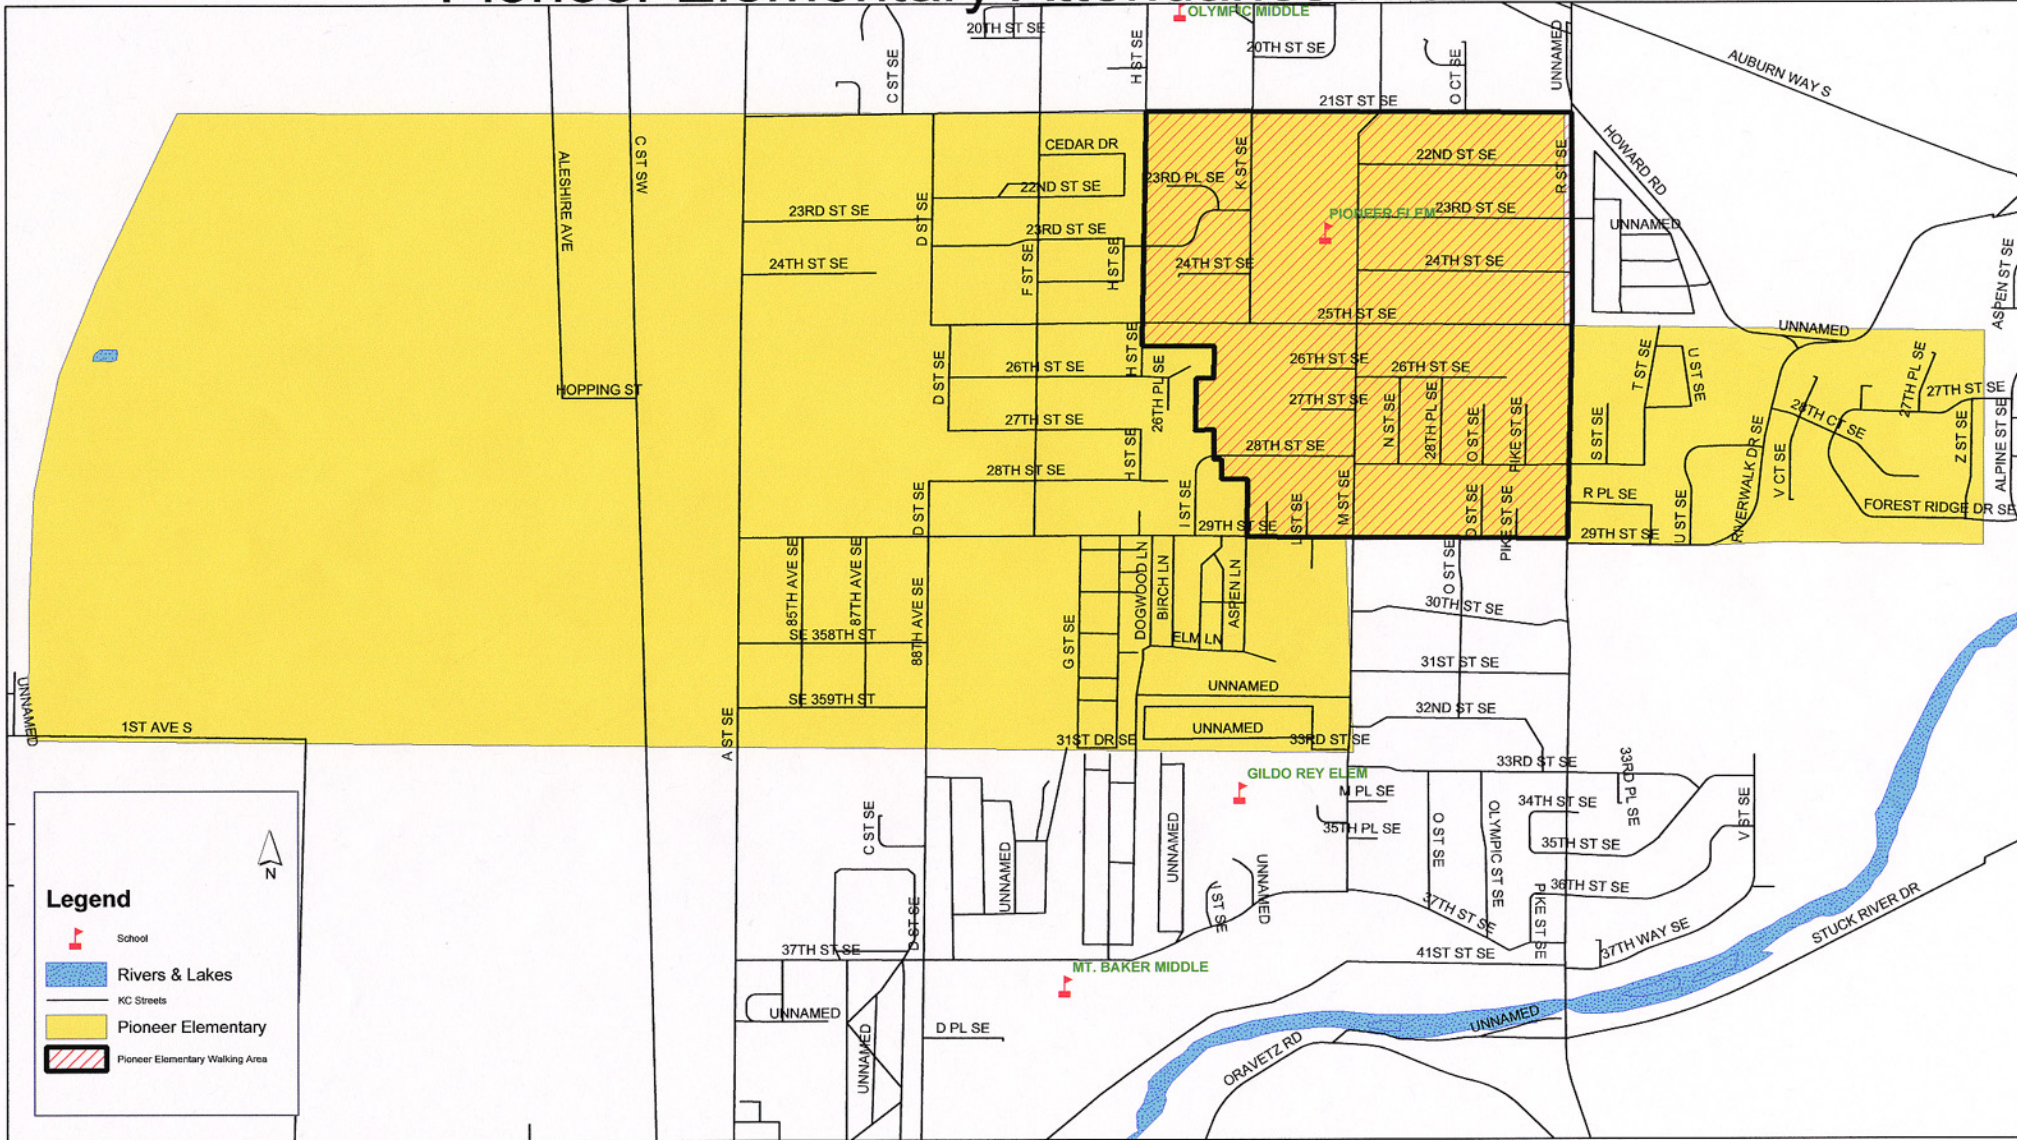 Pioneer Elementary
OLYMPIC MIDDLE
20TH ST SE
20TH ST SE
C ST SE
H ST SE
O CT SE
UNNAMED
AUBURN WAY S
21ST ST SE
ALESHIRE AVE
C ST SW
CEDAR DR
K ST SE
22ND ST SE
R ST SE
HOWARD RD
23RD PL SE
22ND ST SE
D ST SE
23RD ST SE
PIONEER ELEM
23RD ST SE
UNNAMED
23RD ST SE
24TH ST SE
F ST SE
H ST SE
24TH ST SE
24TH ST SE
ASPEN ST SE
25TH ST SE
UNNAMED
D ST SE
H ST SE
26TH ST SE
26TH PL SE
26TH ST SE
26TH ST SE
T ST SE
U ST SE
27TH PL SE
27TH ST SE
HOPPING ST
27TH ST SE
27TH ST SE
N ST SE
28TH PL SE
O ST SE
PIKE ST SE
S ST SE
28TH CT SE
Z ST SE
ALPINE ST SE
H ST SE
28TH ST SE
28TH ST SE
RIVERWALK DR SE
V CT SE
D ST SE
I ST SE
29TH ST SE
L ST SE
M ST SE
O ST SE
PIKE ST SE
R PL SE
29TH ST SE
U ST SE
FOREST RIDGE DR SE
85TH AVE SE
87TH AVE SE
88TH AVE SE
DOGWOOD LN
BIRCH LN
ASPEN LN
O ST SE
30TH ST SE
SE 358TH ST
G ST SE
ELM LN
31ST ST SE
UNNAMED
SE 359TH ST
UNNAMED
32ND ST SE
UNNAMED
1ST AVE S
A ST SE
31ST DR SE
UNNAMED
33RD ST SE
33RD ST SE
33RD PL SE
GILDO REY ELEM
M PL SE
34TH ST SE
V ST SE
C ST SE
35TH PL SE
O ST SE
OLYMPIC ST SE
35TH ST SE
UNNAMED
UNNAMED
UNNAMED
36TH ST SE
37TH ST SE
PIKE ST SE
STUCK RIVER DR
D ST SE
37TH ST SE
41ST ST SE
37TH WAY SE
MT. BAKER MIDDLE
UNNAMED
UNNAMED
D PL SE
UNNAMED
ORAVETZ RD
N
Legend
School
Rivers & Lakes
KC Streets
Pioneer Elementary
Pioneer Elementary Walking Area